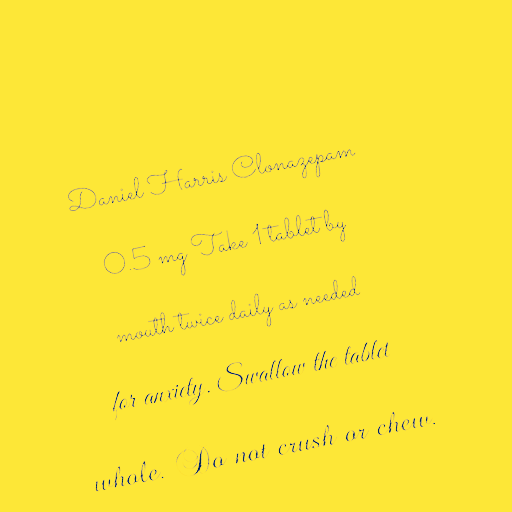 Daniel Harris Clonazepam
0.5 mg Take 1 tablet by
mouth twice daily as needed
for anxiety. Swallow the tablet
whole. Do not crush or chew.